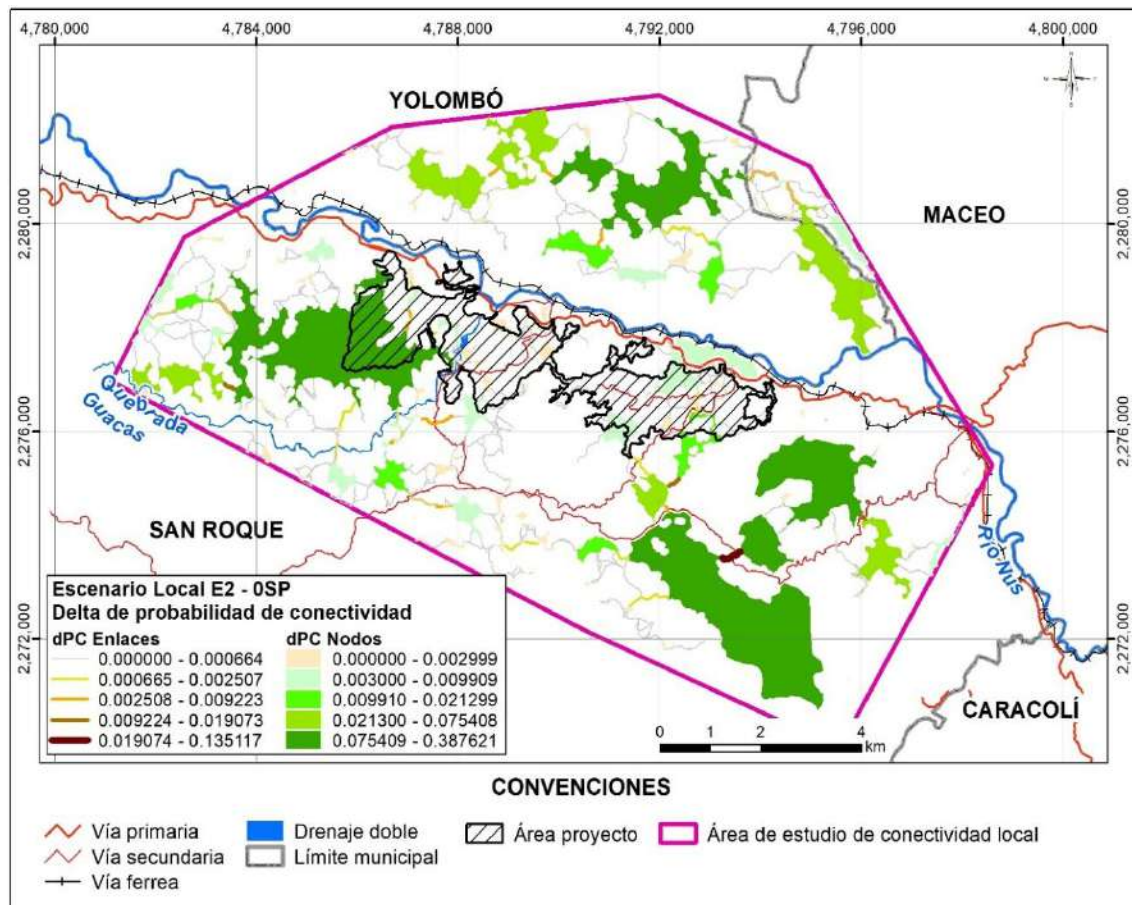 4,780,000 4,784,000 4,788,000 4,792,000 4,796,000 4,800,000
YOLOMBÓ
MACEO
2,280,000 2,280,000
2,276,000 2,276,000
2,272,000 2,272,000
Quebrada
Guacas
SAN ROQUE
Río Nus
CARACOLÍ
N
Escenario Local E2 - 0SP
Delta de probabilidad de conectividad
dPC Enlaces dPC Nodos
0.000000 - 0.000664 0.000000 - 0.002999
0.000665 - 0.002507 0.003000 - 0.009909
0.002508 - 0.009223 0.009910 - 0.021299
0.009224 - 0.019073 0.021300 - 0.075408
0.019074 - 0.135117 0.075409 - 0.387621
0 1 2 4
km
CONVENCIONES
Vía primaria Drenaje doble Área proyecto Área de estudio de conectividad local
Vía secundaria Límite municipal
Vía ferrea